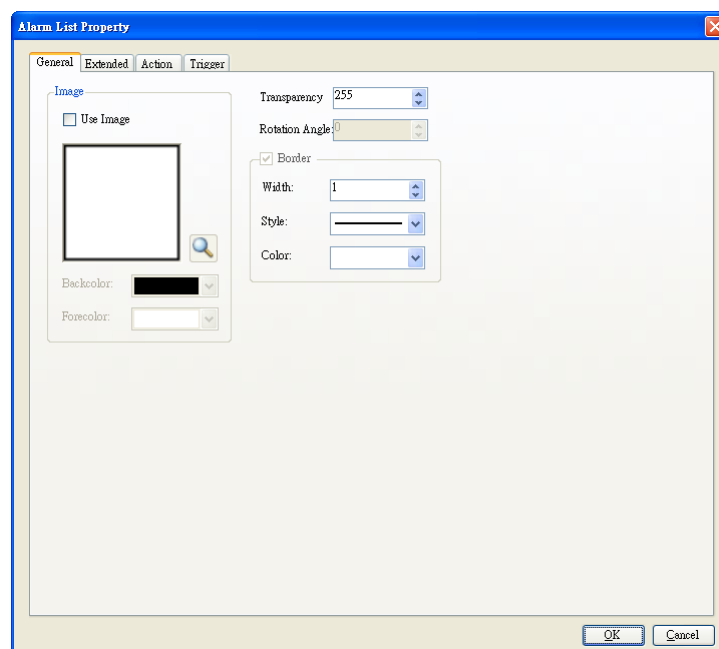 Alarm List Property
General Extended Action Trigger
Image
Use Image
Backcolor:
Forecolor:
Transparency 255
Rotation Angle: 0
Border
Width: 1
Style:
Color:
OK Cancel